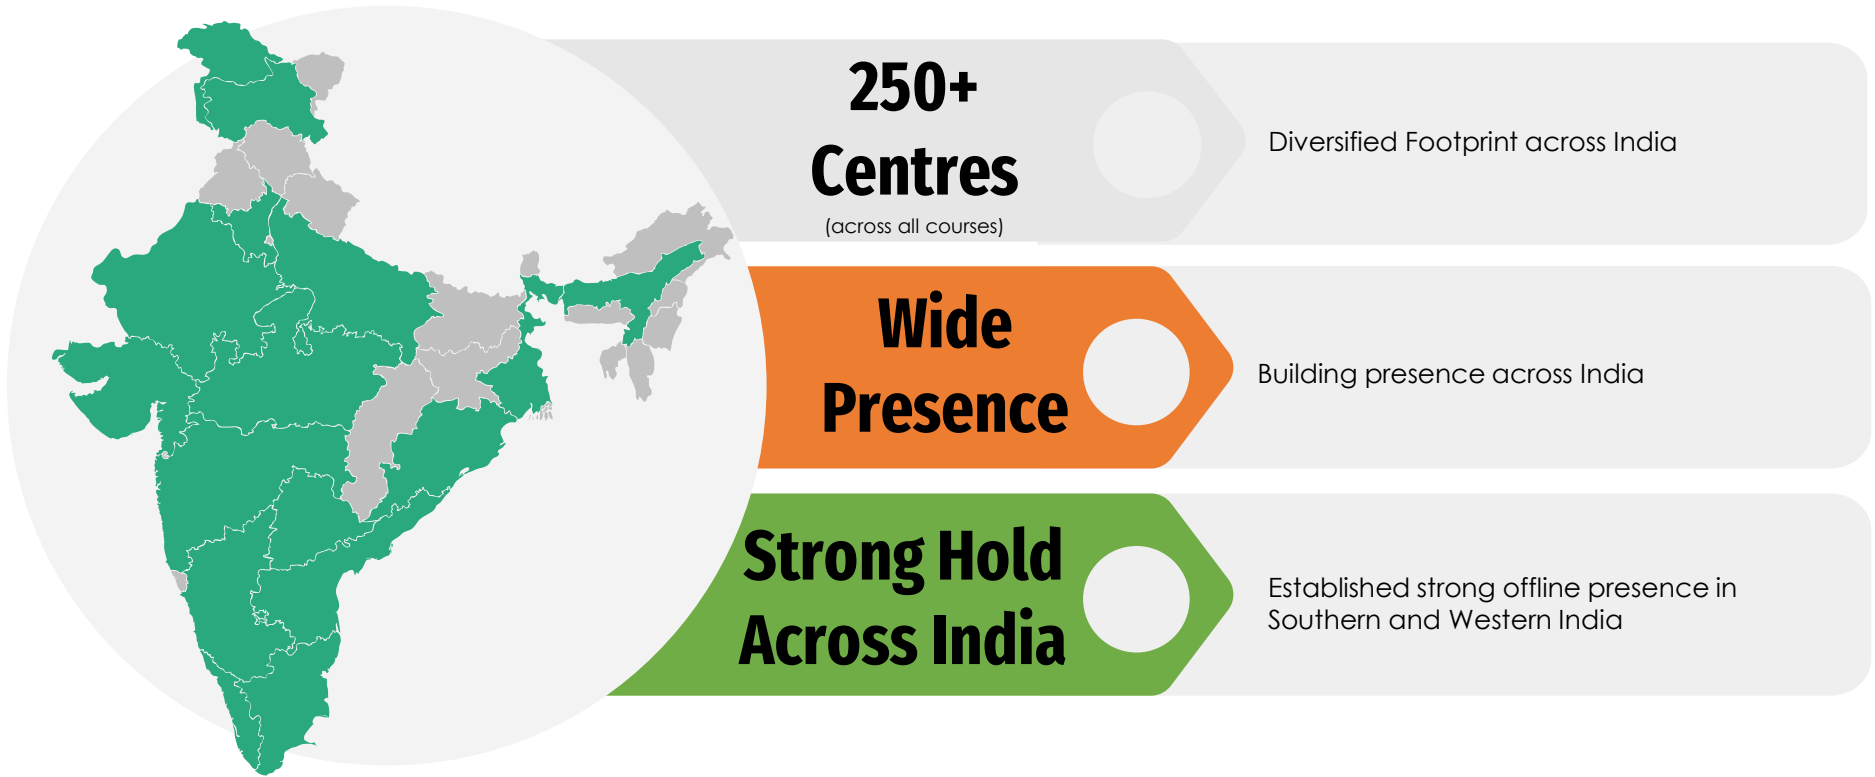 250+
Centres
(across all courses)
Diversified Footprint across India
Wide
Presence
Building presence across India
Strong Hold
Across India
Established strong offline presence in
Southern and Western India